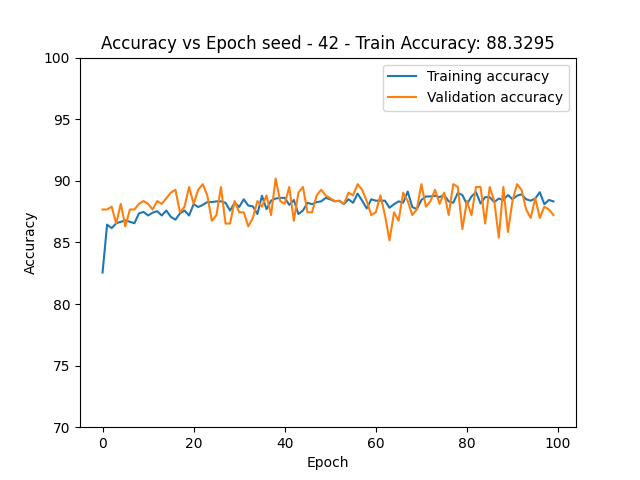 Accuracy vs Epoch seed - 42 - Train Accuracy: 88.3295
Training accuracy
Validation accuracy
100
95
90
85
80
75
70
Accuracy
0 20 40 60 80 100
Epoch